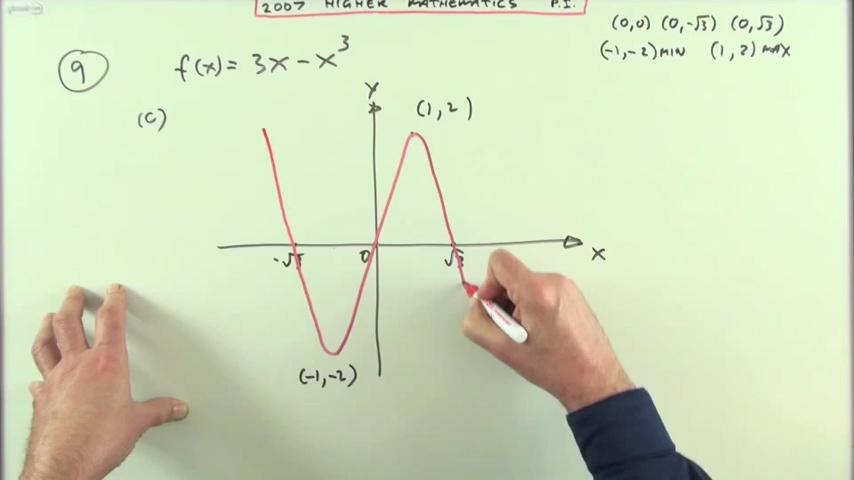 2007 HIGHER MATHEMATICS P.I.
(0,0) (0,-√3) (0,√3)
(-1,-2) MIN (1,2) MAX
9 f(x) = 3x - x³
(c)
Y
(1,2)
-√3 0 √3 X
(-1,-2)